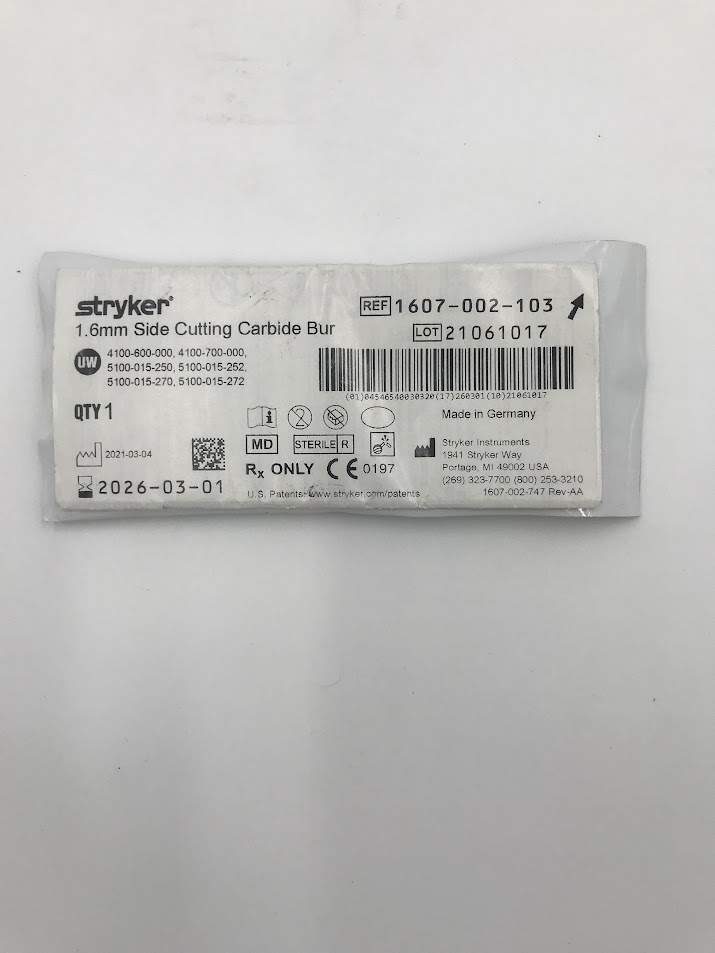 stryker®
1.6mm Side Cutting Carbide Bur
REF 1607-002-103
LOT 21061017
UW 4100-600-000, 4100-700-000,
5100-015-250, 5100-015-252,
5100-015-270, 5100-015-272
(01)04546540030320(17)260301(10)21061017
QTY 1
i 2
Made in Germany
2021-03-04
MD STERILE R
Rx ONLY CE 0197
2026-03-01
U.S. Patents: www.stryker.com/patents
Stryker Instruments
1941 Stryker Way
Portage, MI 49002 USA
(269) 323-7700 (800) 253-3210
1607-002-747 Rev-AA